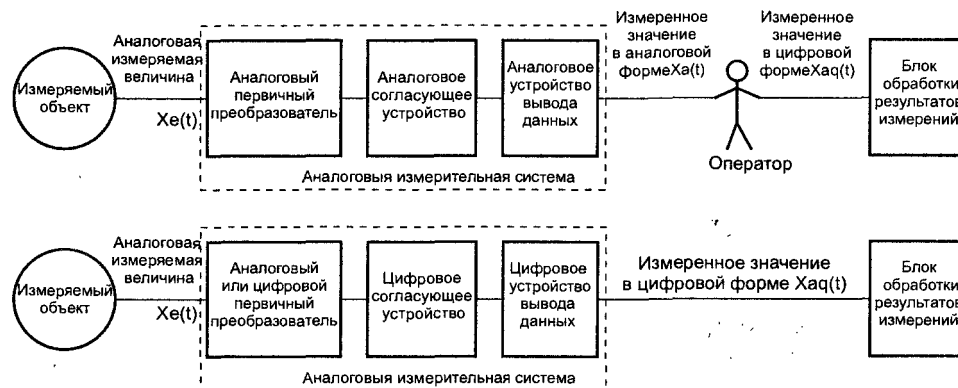 Измеряемый
объект
Аналоговая
измеряемая
величина
Xe(t)
Аналоговый
первичный
преобразователь
Аналоговое
согласующее
устройство
Аналоговое
устройство
вывода
данных
Аналоговыя измерительная система
Измеренное
значение
в аналоговой
формеXa(t)
Измеренное
значение
в цифровой
формеXaq(t)
Оператор
Блок
обработки
результатов
измерений
Измеряемый
объект
Аналоговая
измеряемая
величина
Xe(t)
Аналоговый
или цифровой
первичный
преобразователь
Цифровое
согласующее
устройство
Цифровое
устройство
вывода
данных
Аналоговыя измерительная система
Измеренное значение
в цифровой форме Xaq(t)
Блок
обработки
результатов
измерений